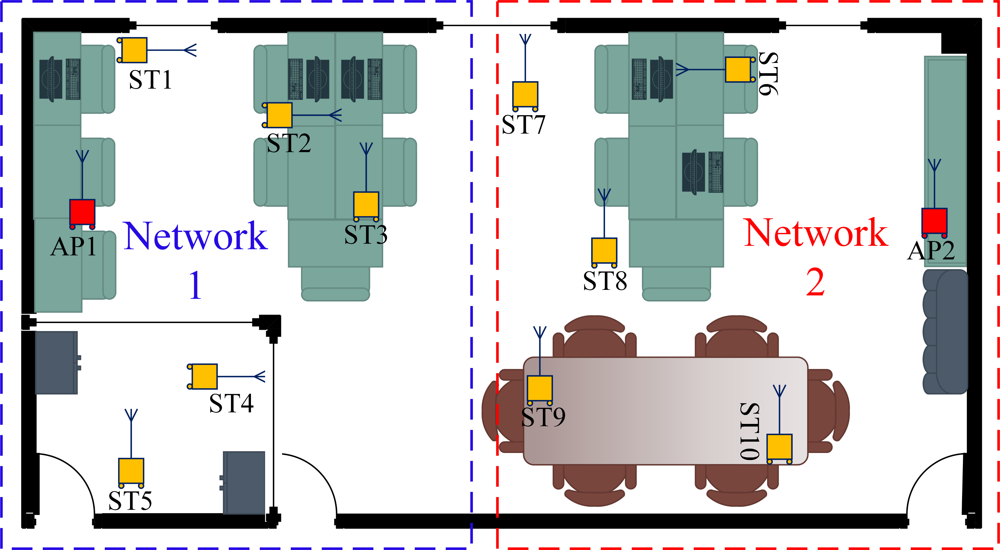 ST1
ST2
ST3
AP1
Network
1
ST4
ST5
ST6
ST7
ST8
Network
2
AP2
ST9
ST10